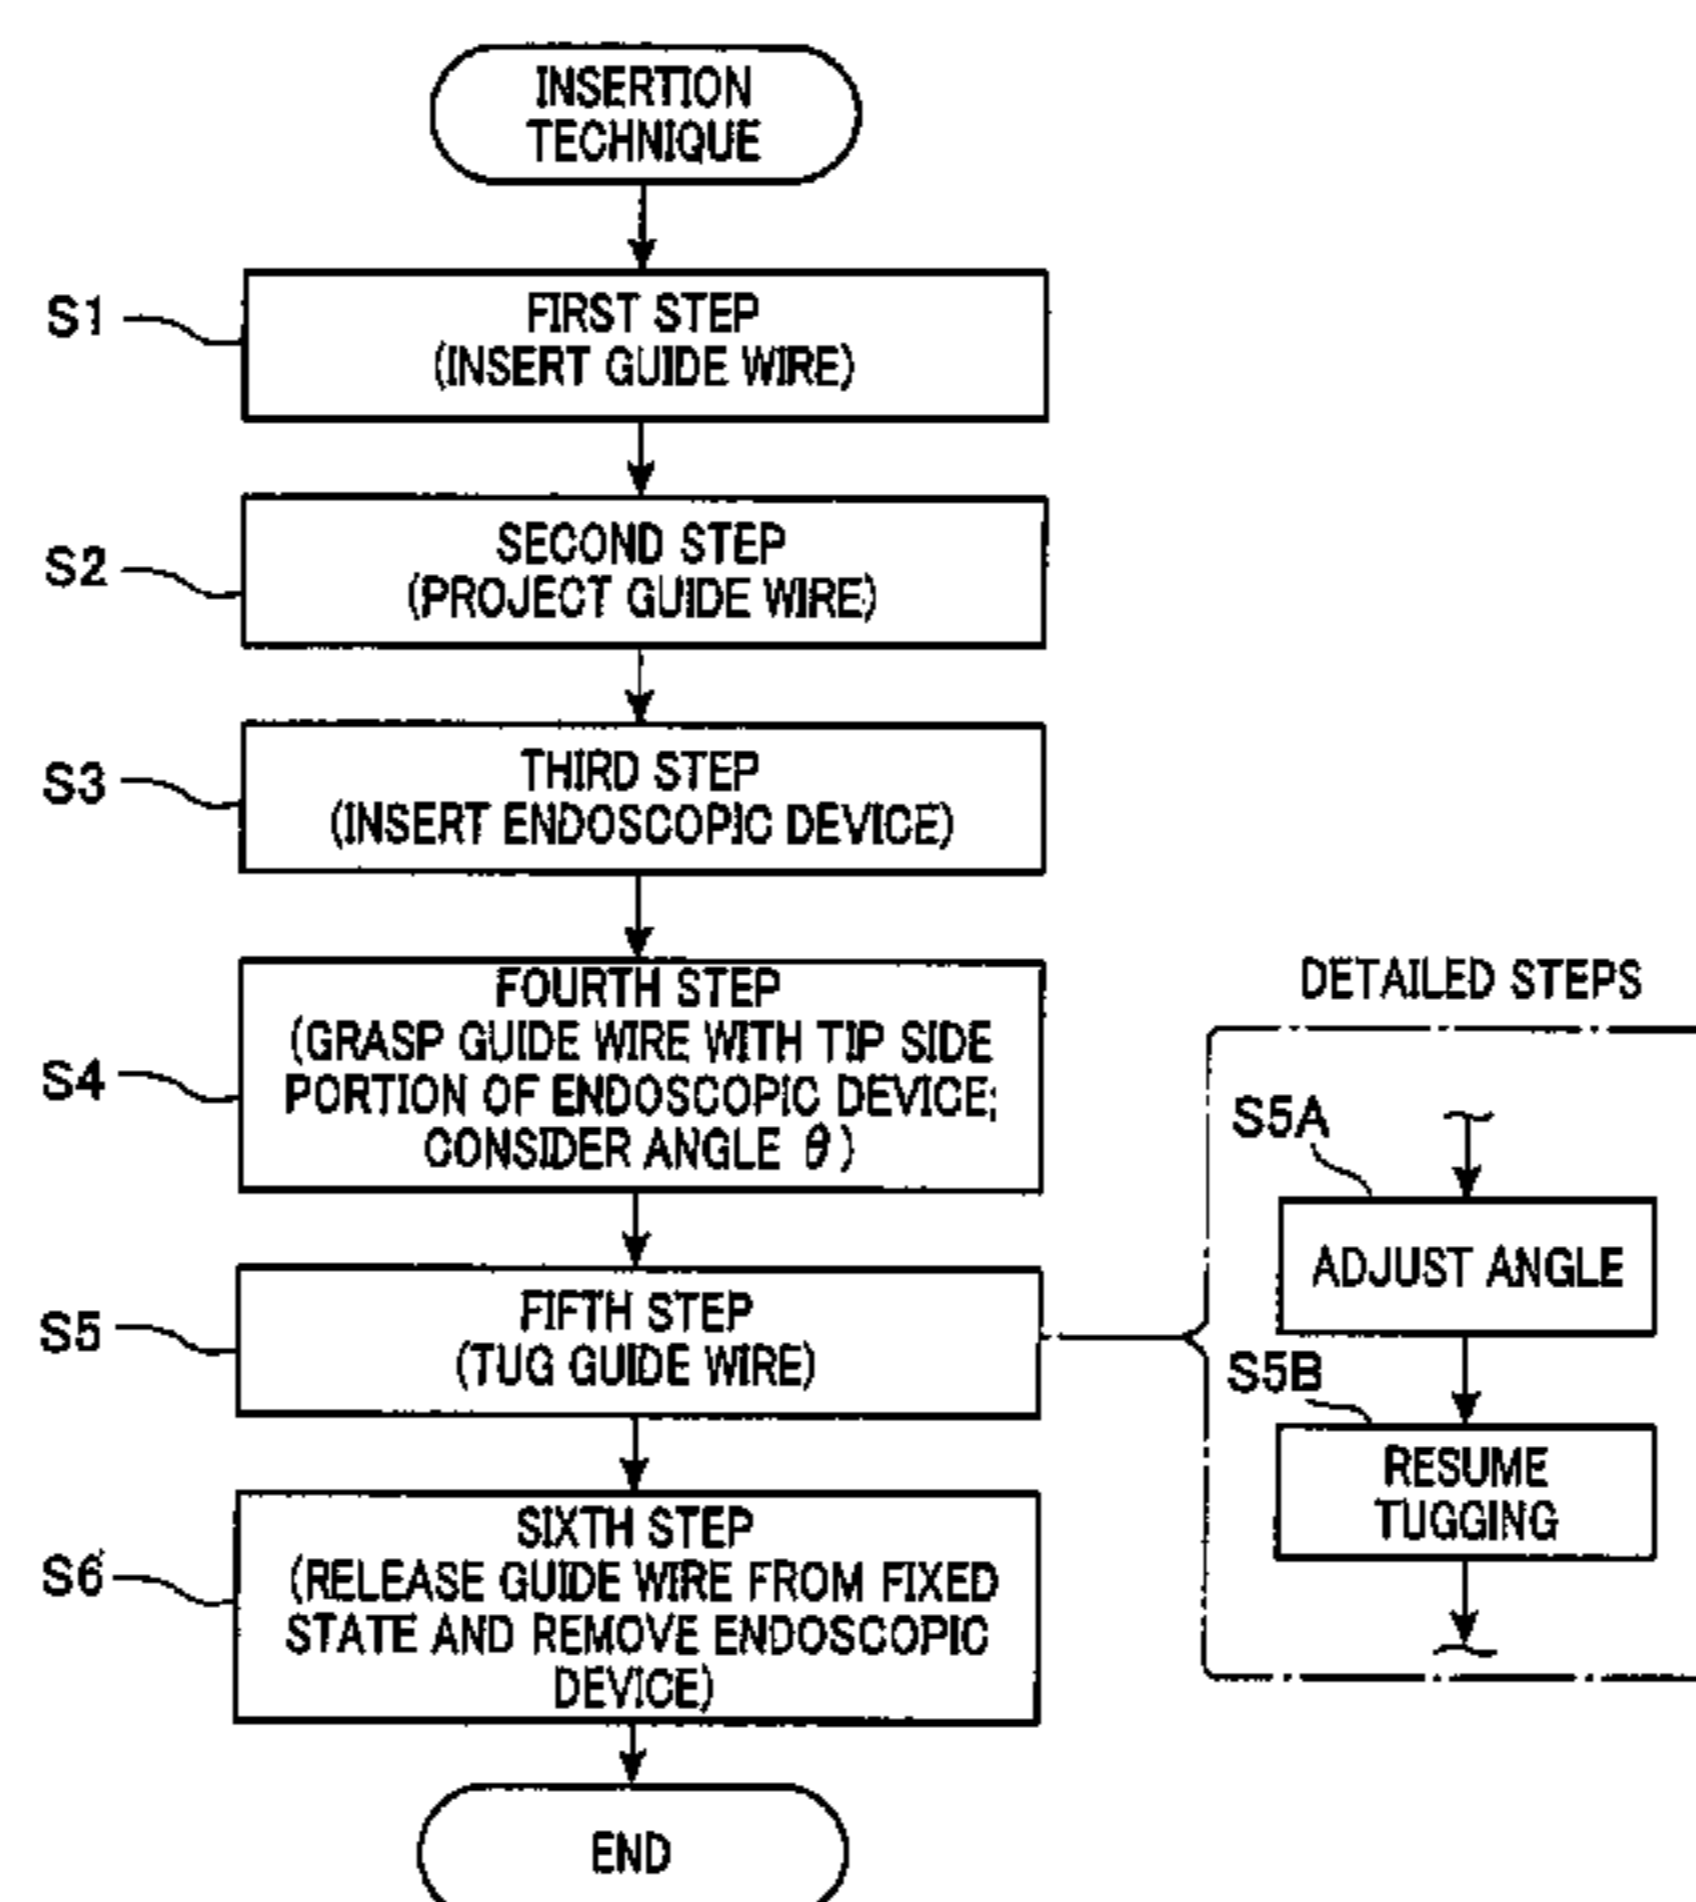 INSERTION
TECHNIQUE
S1
FIRST STEP
(INSERT GUIDE WIRE)
S2
SECOND STEP
(PROJECT GUIDE WIRE)
S3
THIRD STEP
(INSERT ENDOSCOPIC DEVICE)
S4
FOURTH STEP
(GRASP GUIDE WIRE WITH TIP SIDE
PORTION OF ENDOSCOPIC DEVICE;
CONSIDER ANGLE θ)
S5
FIFTH STEP
(TUG GUIDE WIRE)
DETAILED STEPS
S5A
ADJUST ANGLE
S5B
RESUME
TUGGING
S6
SIXTH STEP
(RELEASE GUIDE WIRE FROM FIXED
STATE AND REMOVE ENDOSCOPIC
DEVICE)
END